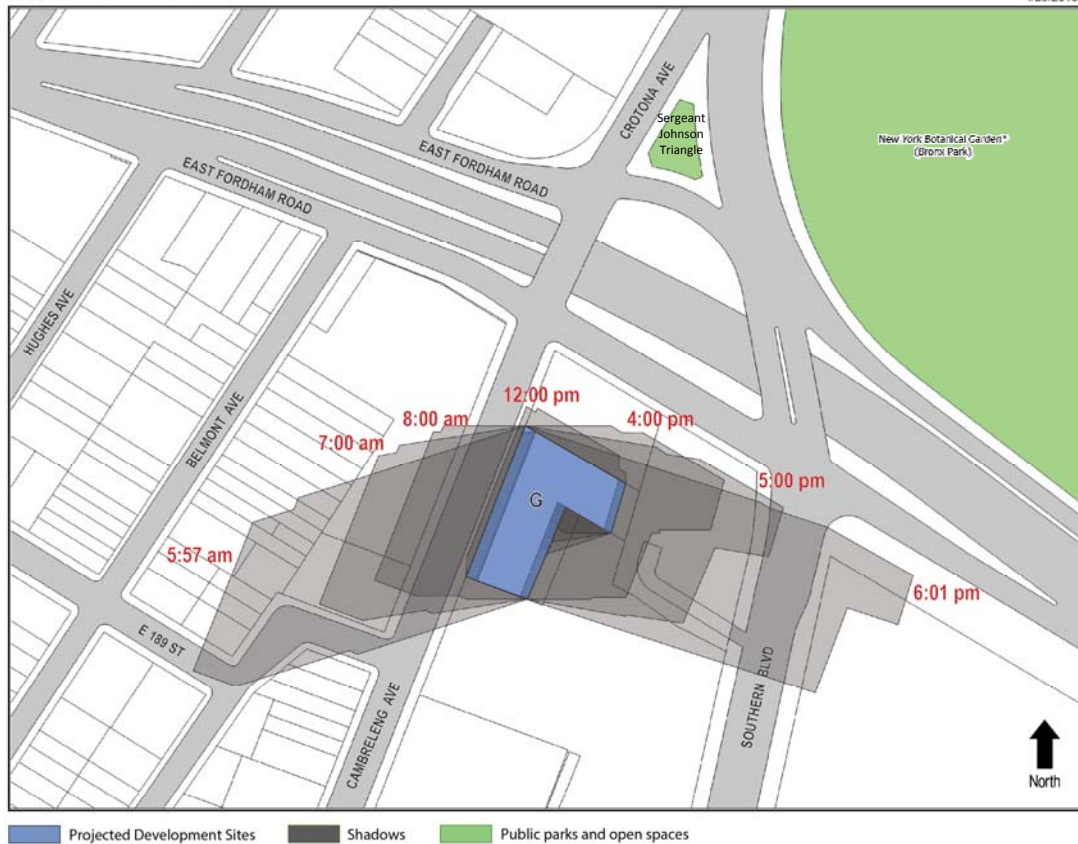 CROTONA AVE
Sergeant
Johnson
Triangle
New York Botanical Garden*
(Bronx Park)
EAST FORDHAM ROAD
EAST FORDHAM ROAD
HUGHES AVE
BELMONT AVE
12:00 pm
8:00 am
4:00 pm
7:00 am
5:00 pm
G
5:57 am
6:01 pm
E 189 ST
CAMBRELENG AVE
SOUTHERN BLVD
North
Projected Development Sites
Shadows
Public parks and open spaces